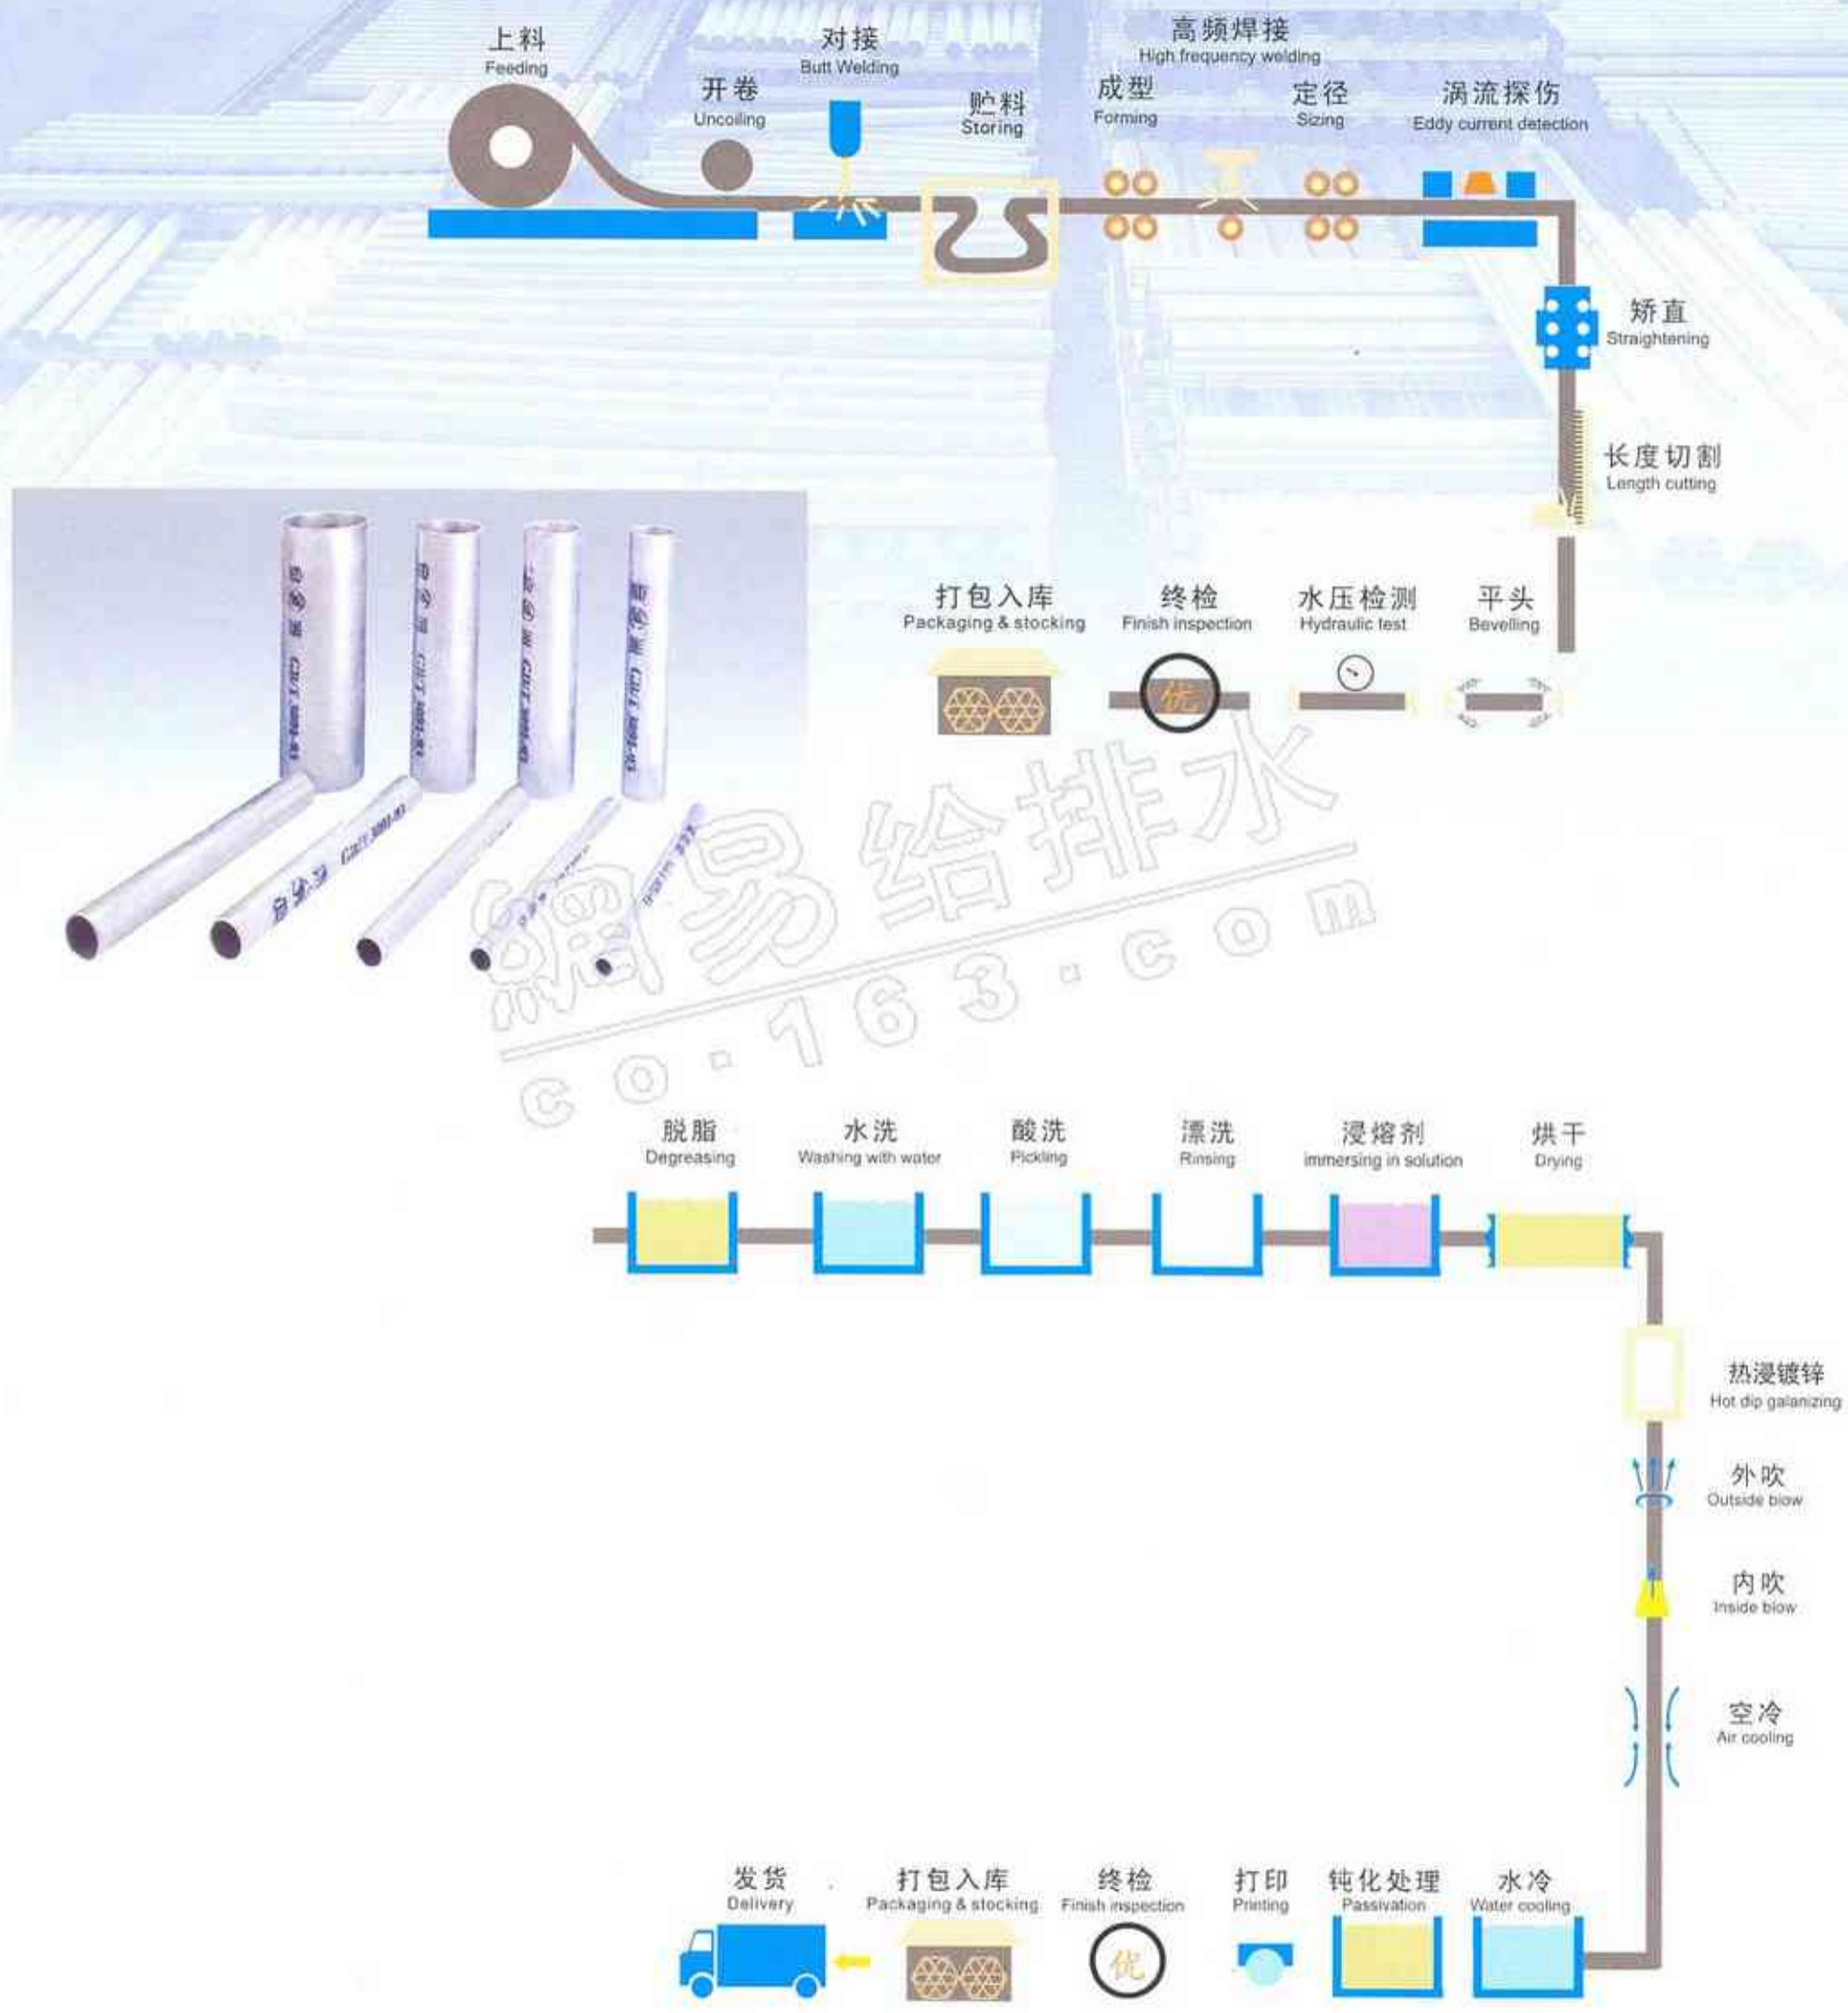 上料
Feeding
开卷
Uncoiling
对接
Butt Welding
贮料
Storing
成型
Forming
高频焊接
High frequency welding
定径
Sizing
涡流探伤
Eddy current detection
矫直
Straightening
长度切割
Length cutting
平头
Bevelling
水压检测
Hydraulic test
终检
Finish inspection
优
打包入库
Packaging & stocking
網易给排水
co.163.com
脱脂
Degreasing
水洗
Washing with water
酸洗
Pickling
漂洗
Rinsing
浸熔剂
immersing in solution
烘干
Drying
热浸镀锌
Hot dip galanizing
外吹
Outside blow
内吹
Inside blow
空冷
Air cooling
水冷
Water cooling
钝化处理
Passivation
打印
Printing
终检
Finish inspection
优
打包入库
Packaging & stocking
发货
Delivery